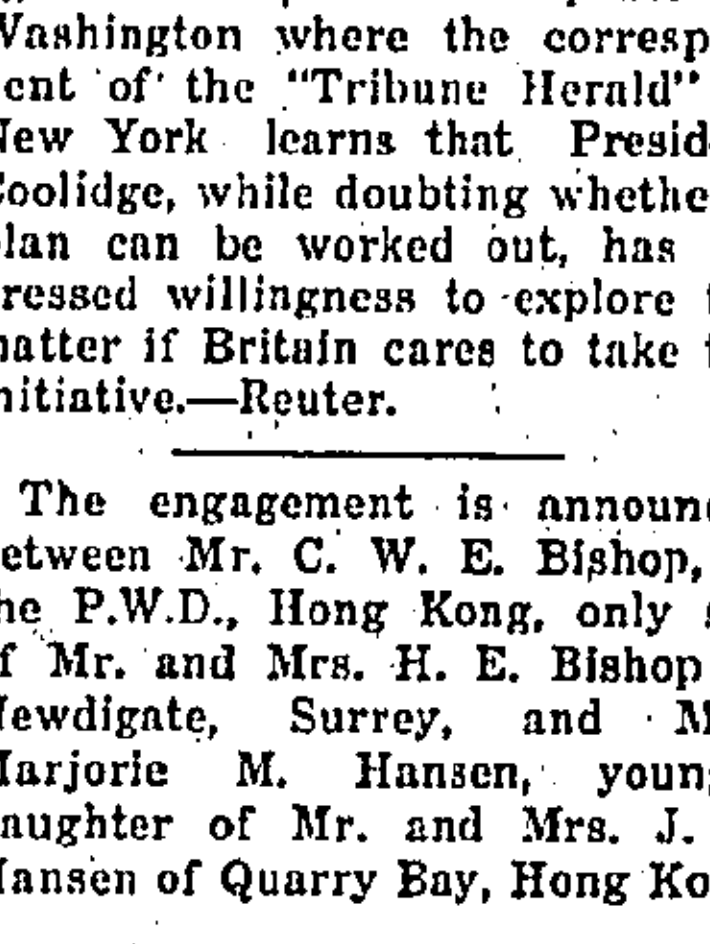 Washington where the corresp
ent of the "Tribune Herald"
New York learns that Presid
Coolidge, while doubting whethe
plan can be worked out, has
ressed willingness to explore t
matter if Britain cares to take t
nitiative.—Reuter.
The engagement is announc
etween Mr. C. W. E. Bishop,
he P.W.D., Hong Kong, only s
f Mr. and Mrs. H. E. Bishop
Newdigate, Surrey, and M
Marjorie M. Hansen, young
aughter of Mr. and Mrs. J.
Hansen of Quarry Bay, Hong Ko